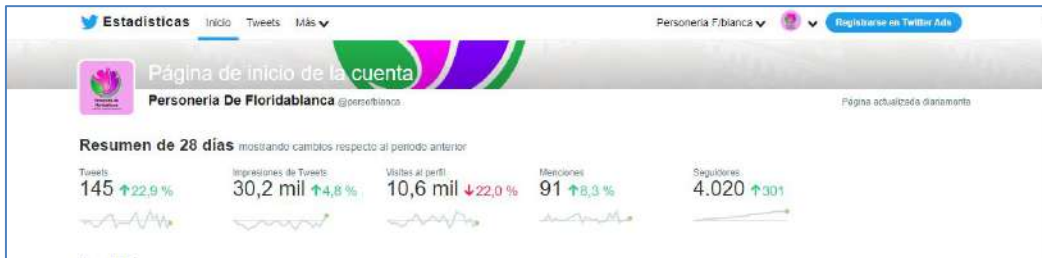 Estadísticas Inicio Tweets Más Personería F/blanca Registrarse en Twitter Ads
Página de inicio de la cuenta
Personeria De Floridablanca @persofblanca Página actualizada diariamente
Resumen de 28 días mostrando cambios respecto al periodo anterior
Tweets Impresiones de Tweets Visitas al perfil Menciones Seguidores
145 ↑22,9 % 30,2 mil ↑4,8 % 10,6 mil ↓22,0 % 91 ↑8,3 % 4.020 ↑301